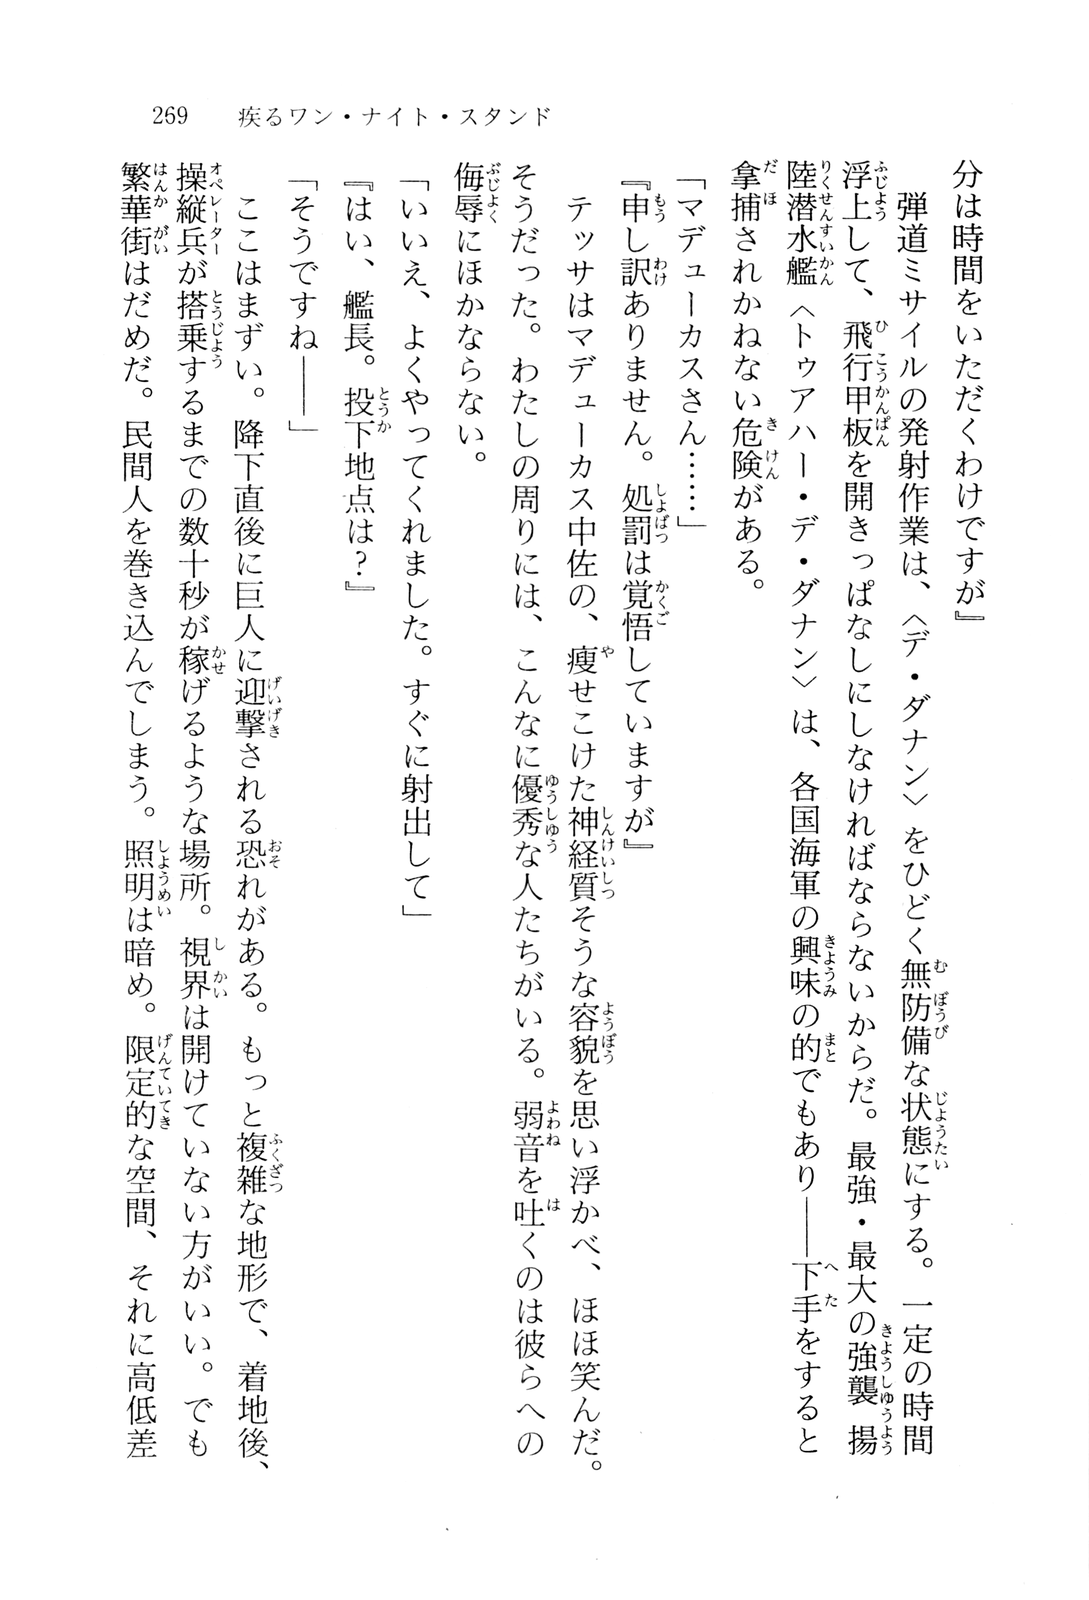 269　疾るワン・ナイト・スタンド
分は時間をいただくわけですが』
　弾道ミサイルの発射作業は、〈デ・ダナン〉をひどく無防備な状態にする。一定の時間
浮上して、飛行甲板を開きっぱなしにしなければならないからだ。最強・最大の強襲揚
陸潜水艦〈トゥアハー・デ・ダナン〉は、各国海軍の興味の的でもあり――下手をすると
拿捕されかねない危険がある。
「マデューカスさん……」
『申し訳ありません。処罰は覚悟していますが』
　テッサはマデューカス中佐の、痩せこけた神経質そうな容貌を思い浮かべ、ほほ笑んだ。
そうだった。わたしの周りには、こんなに優秀な人たちがいる。弱音を吐くのは彼らへの
侮辱にほかならない。
「いいえ、よくやってくれました。すぐに射出して」
『はい、艦長。投下地点は？』
「そうですね――」
　ここはまずい。降下直後に巨人に迎撃される恐れがある。もっと複雑な地形で、着地後、
操縦兵が搭乗するまでの数十秒が稼げるような場所。視界は開けていない方がいい。でも
繁華街はだめだ。民間人を巻き込んでしまう。照明は暗め。限定的な空間、それに高低差